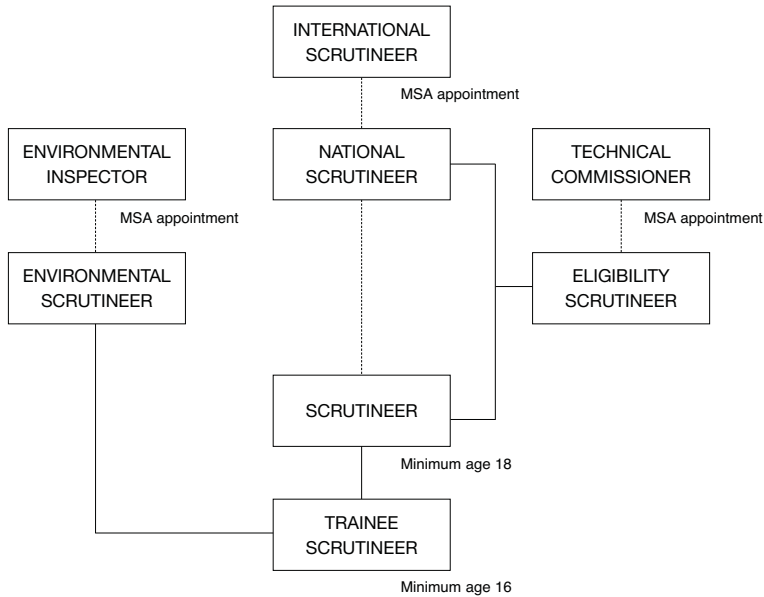 INTERNATIONAL
SCRUTINEER
MSA appointment
ENVIRONMENTAL
INSPECTOR
NATIONAL
SCRUTINEER
TECHNICAL
COMMISSIONER
MSA appointment
MSA appointment
ENVIRONMENTAL
SCRUTINEER
ELIGIBILITY
SCRUTINEER
SCRUTINEER
Minimum age 18
TRAINEE
SCRUTINEER
Minimum age 16